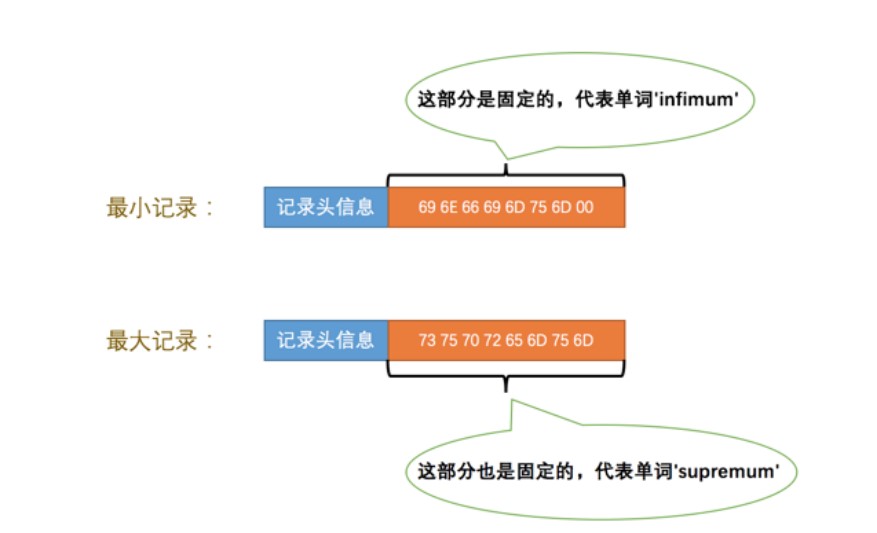 这部分是固定的，代表单词'infimum'
最小记录：
记录头信息
69 6E 66 69 6D 75 6D 00
最大记录：
记录头信息
73 75 70 72 65 6D 75 6D
这部分也是固定的，代表单词'supremum'